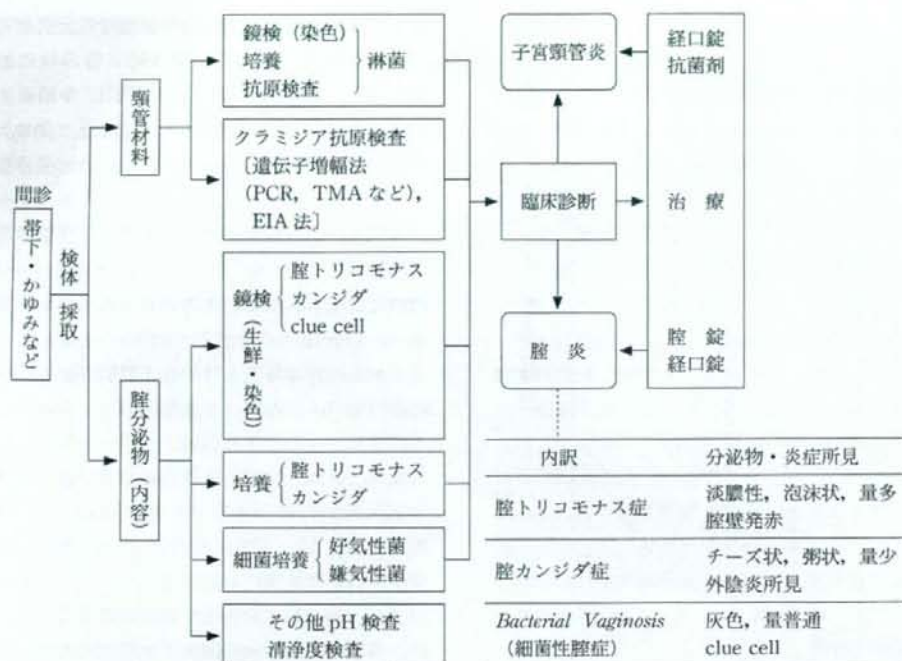 問診
帯下・かゆみなど
検体
採取
頸管材料
腟分泌物（内容）
鏡検（染色）
培養
抗原検査
淋菌
クラミジア抗原検査
〔遺伝子増幅法
(PCR, TMA など),
EIA 法〕
鏡検（生鮮・染色）
腟トリコモナス
カンジダ
clue cell
培養
腟トリコモナス
カンジダ
細菌培養
好気性菌
嫌気性菌
その他 pH 検査
清浄度検査
子宮頸管炎
臨床診断
腟炎
経口錠
抗菌剤
治療
腟錠
経口錠
内訳 分泌物・炎症所見
腟トリコモナス症 淡膿性，泡沫状，量多
腟壁発赤
腟カンジダ症 チーズ状，粥状，量少
外陰炎所見
Bacterial Vaginosis 灰色，量普通
（細菌性腟症） clue cell